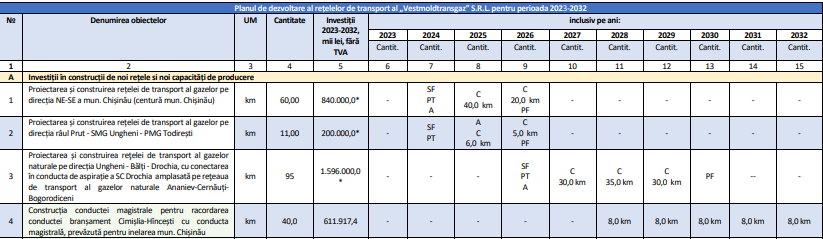 Planul de dezvoltare al rețelelor de transport al „Vestmoldtransgaz" S.R.L. pentru perioada 2023-2032
№ Denumirea obiectelor UM Cantitate Investiții 2023-2032, mii lei, fără TVA inclusiv pe ani:
2023 2024 2025 2026 2027 2028 2029 2030 2031 2032
Cantit. Cantit. Cantit. Cantit. Cantit. Cantit. Cantit. Cantit. Cantit. Cantit.
1 2 3 4 5 6 7 8 9 10 11 12 13 14 15
A Investiții în construcții de noi rețele si noi capacități de producere
1 Proiectarea și construirea rețelei de transport al gazelor pe direcția NE-SE a mun. Chișinău (centură mun. Chișinău) km 60,00 840.000,0* - SF PT A C 40,0 km C 20,0 km PF - - - - - -
2 Proiectarea și construirea rețelei de transport al gazelor pe direcția râul Prut - SMG Ungheni - PMG Todirești km 11,00 200.000,0* - SF PT A C 6,0 km C 5,0 km PF - - - - - -
3 Proiectarea și construirea rețelei de transport al gazelor naturale pe direcția Ungheni - Bălți - Drochia, cu conectarea în conducta de aspirație a SC Drochia amplasată pe rețeaua de transport al gazelor naturale Ananiev-Cernăuți-Bogorodiceni km 95 1.596.000,0* - - - SF PT A C 30,0 km C 35,0 km C 30,0 km PF -- -
4 Construcția conductei magistrale pentru racordarea conductei branșament Cimișlia-Hîncești cu conducta magistrală, prevăzută pentru inelarea mun. Chișinău km 40,0 611.917,4 - - - - - 8,0 km 8,0 km 8,0 km 8,0 km 8,0 km